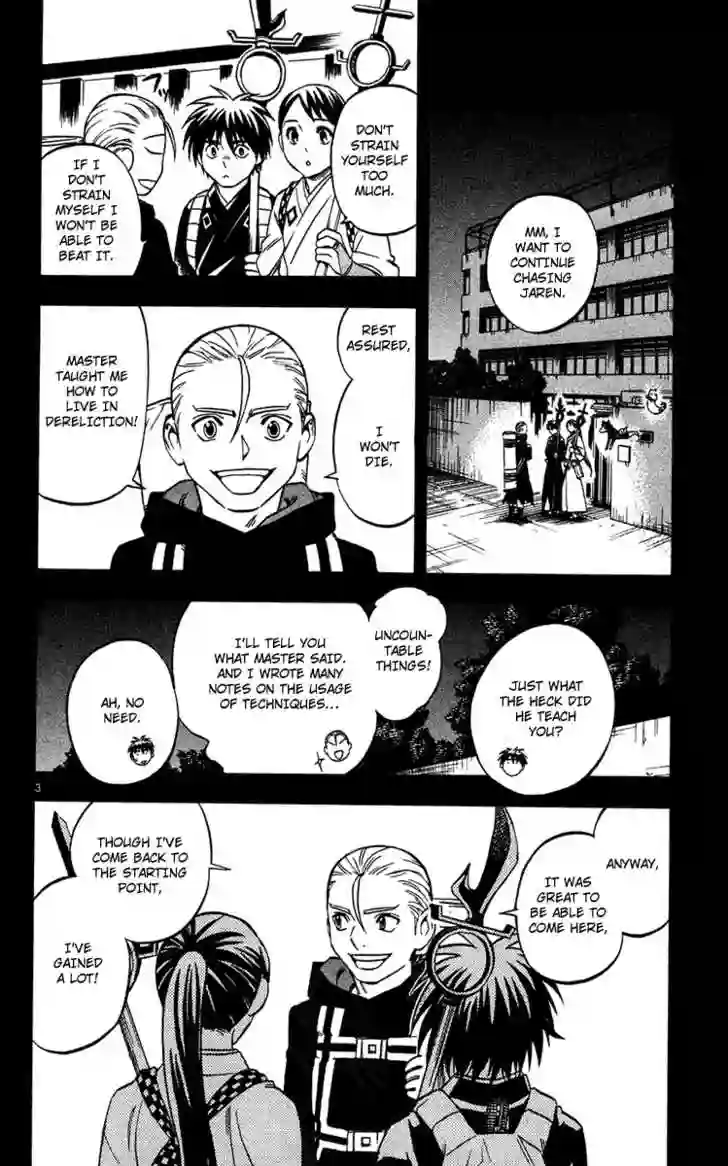 MM,
I WANT
TO
CONTINUE
CHASING
JAREN.
DON'T
STRAIN
YOURSELF
TOO
MUCH.
IF I
DON'T
STRAIN
MYSELF I
WON'T BE
ABLE TO
BEAT IT.
REST
ASSURED,
I
WON'T
DIE.
MASTER
TAUGHT ME
HOW TO
LIVE IN
DERELICTION!
JUST WHAT
THE HECK DID
HE TEACH
YOU?
UNCOUN-
TABLE
THINGS!
I'LL TELL YOU
WHAT MASTER SAID.
AND I WROTE MANY
NOTES ON THE USAGE
OF TECHNIQUES...
AH, NO
NEED.
3
ANYWAY,
IT WAS
GREAT TO
BE ABLE TO
COME HERE,
THOUGH I'VE
COME BACK TO
THE STARTING
POINT,
I'VE
GAINED
A LOT!